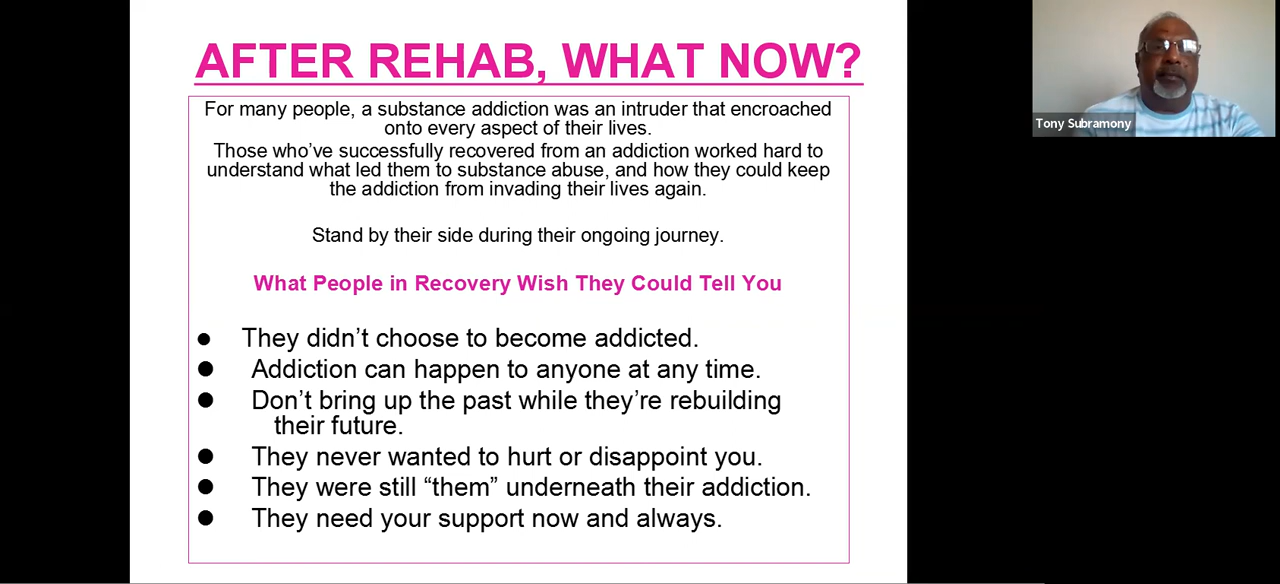 AFTER REHAB, WHAT NOW?
For many people, a substance addiction was an intruder that encroached
onto every aspect of their lives.
Those who’ve successfully recovered from an addiction worked hard to
understand what led them to substance abuse, and how they could keep
the addiction from invading their lives again.
Stand by their side during their ongoing journey.
What People in Recovery Wish They Could Tell You
● They didn’t choose to become addicted.
● Addiction can happen to anyone at any time.
● Don’t bring up the past while they’re rebuilding
their future.
● They never wanted to hurt or disappoint you.
● They were still “them” underneath their addiction.
● They need your support now and always.
Tony Subramony